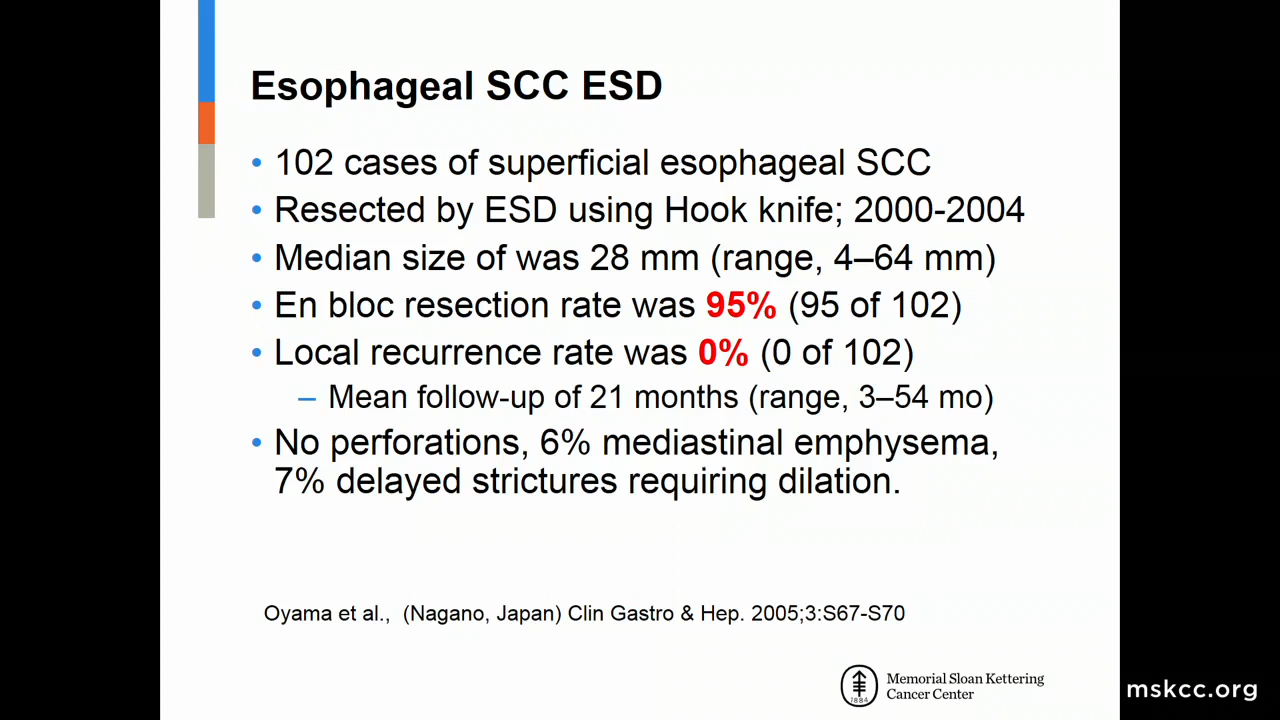 Esophageal SCC ESD
• 102 cases of superficial esophageal SCC
• Resected by ESD using Hook knife; 2000-2004
• Median size of was 28 mm (range, 4–64 mm)
• En bloc resection rate was 95% (95 of 102)
• Local recurrence rate was 0% (0 of 102)
– Mean follow-up of 21 months (range, 3–54 mo)
• No perforations, 6% mediastinal emphysema,
7% delayed strictures requiring dilation.
Oyama et al., (Nagano, Japan) Clin Gastro & Hep. 2005;3:S67-S70
1884
Memorial Sloan Kettering
Cancer Center
mskcc.org